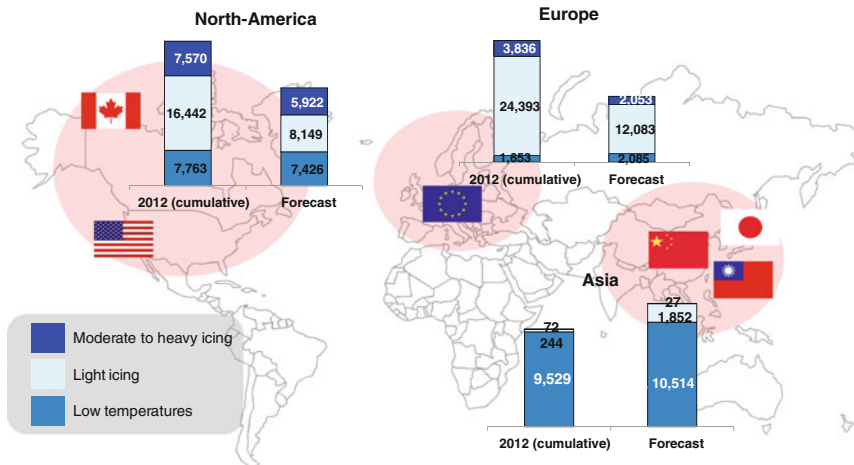 North-America
7,570
16,442
7,763
5,922
8,149
7,426
2012 (cumulative) Forecast
Europe
3,836
24,393
1,653
2,053
12,083
2,085
2012 (cumulative) Forecast
Asia
72
244
9,529
27
1,852
10,514
2012 (cumulative) Forecast
Moderate to heavy icing
Light icing
Low temperatures